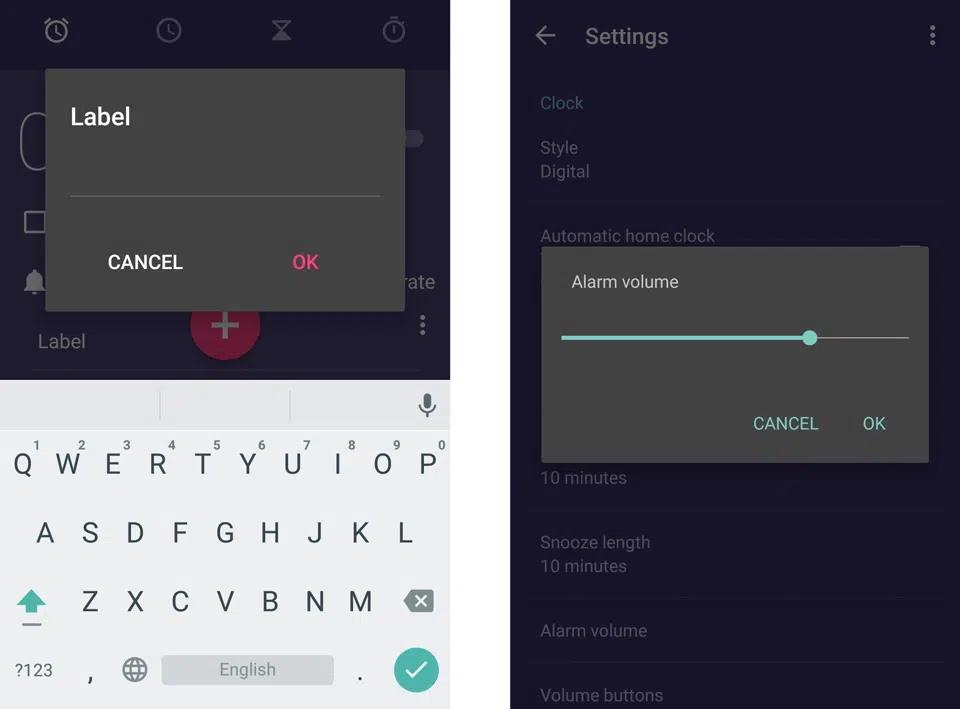 Label
CANCEL OK
rate
Label
1 2 3 4 5 6 7 8 9 0
Q W E R T Y U I O P
A S D F G H J K L
Z X C V B N M
?123 , English .
Settings
Clock
Style
Digital
Automatic home clock
Alarm volume
CANCEL OK
10 minutes
Snooze length
10 minutes
Alarm volume
Volume buttons